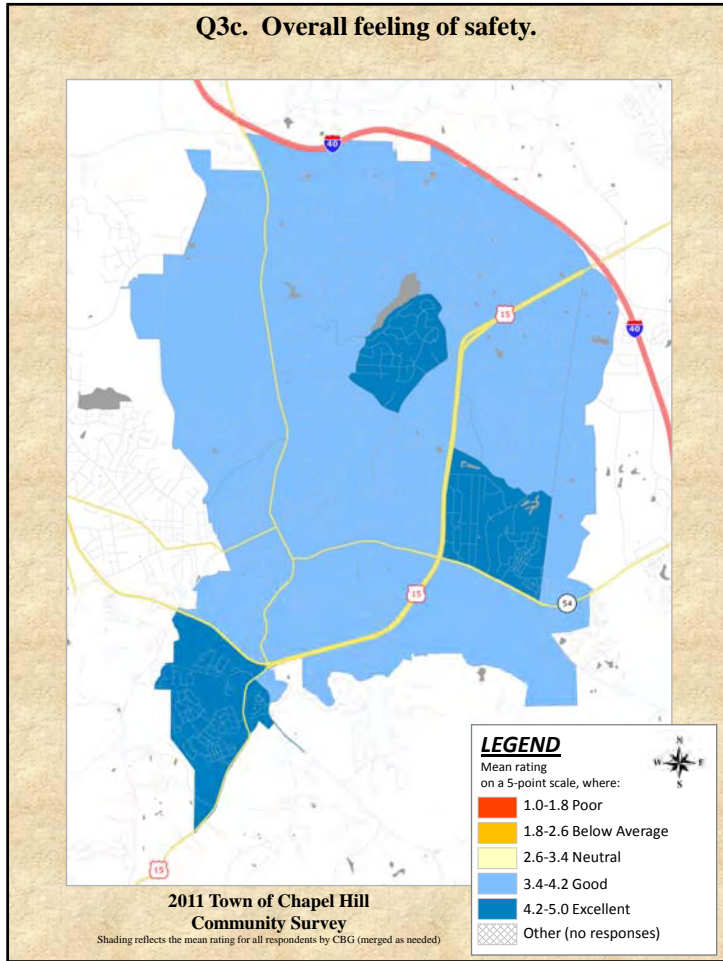 Q3c. Overall feeling of safety.
40
15
40
15
54
15
LEGEND
Mean rating
on a 5-point scale, where:
N
W E
S
1.0-1.8 Poor
1.8-2.6 Below Average
2.6-3.4 Neutral
3.4-4.2 Good
4.2-5.0 Excellent
Other (no responses)
2011 Town of Chapel Hill
Community Survey
Shading reflects the mean rating for all respondents by CBG (merged as needed)